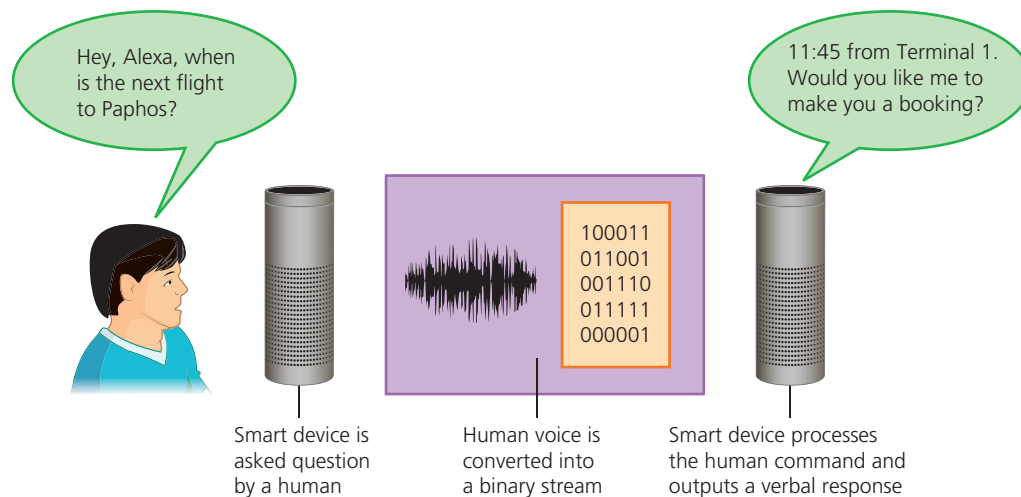 Hey, Alexa, when
is the next flight
to Paphos?
11:45 from Terminal 1.
Would you like me to
make you a booking?
100011
011001
001110
011111
000001
Smart device is
asked question
by a human
Human voice is
converted into
a binary stream
Smart device processes
the human command and
outputs a verbal response